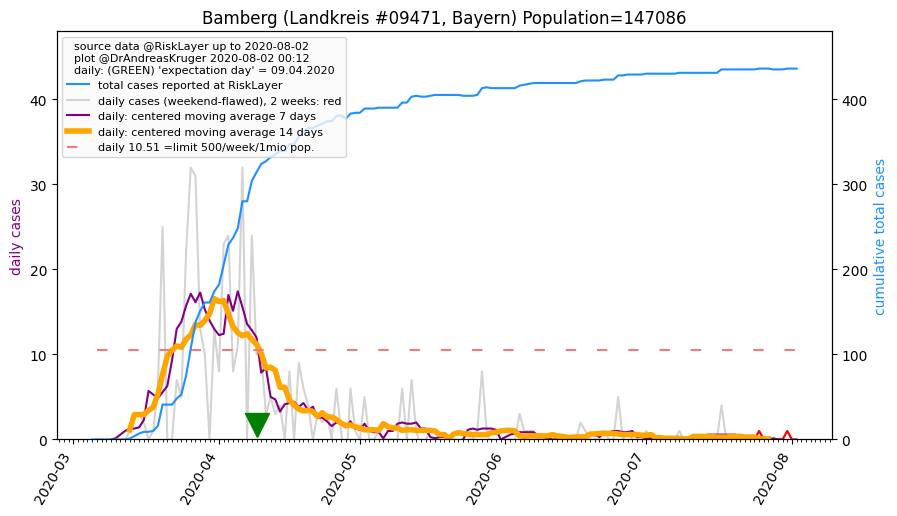 Bamberg (Landkreis #09471, Bayern) Population=147086
source data @RiskLayer up to 2020-08-02
plot @DrAndreasKruger 2020-08-02 00:12
daily: (GREEN) 'expectation day' = 09.04.2020
total cases reported at RiskLayer
daily cases (weekend-flawed), 2 weeks: red
daily: centered moving average 7 days
daily: centered moving average 14 days
daily 10.51 =limit 500/week/1mio pop.
daily cases
40
30
20
10
0
cumulative total cases
400
300
200
100
0
2020-03
2020-04
2020-05
2020-06
2020-07
2020-08